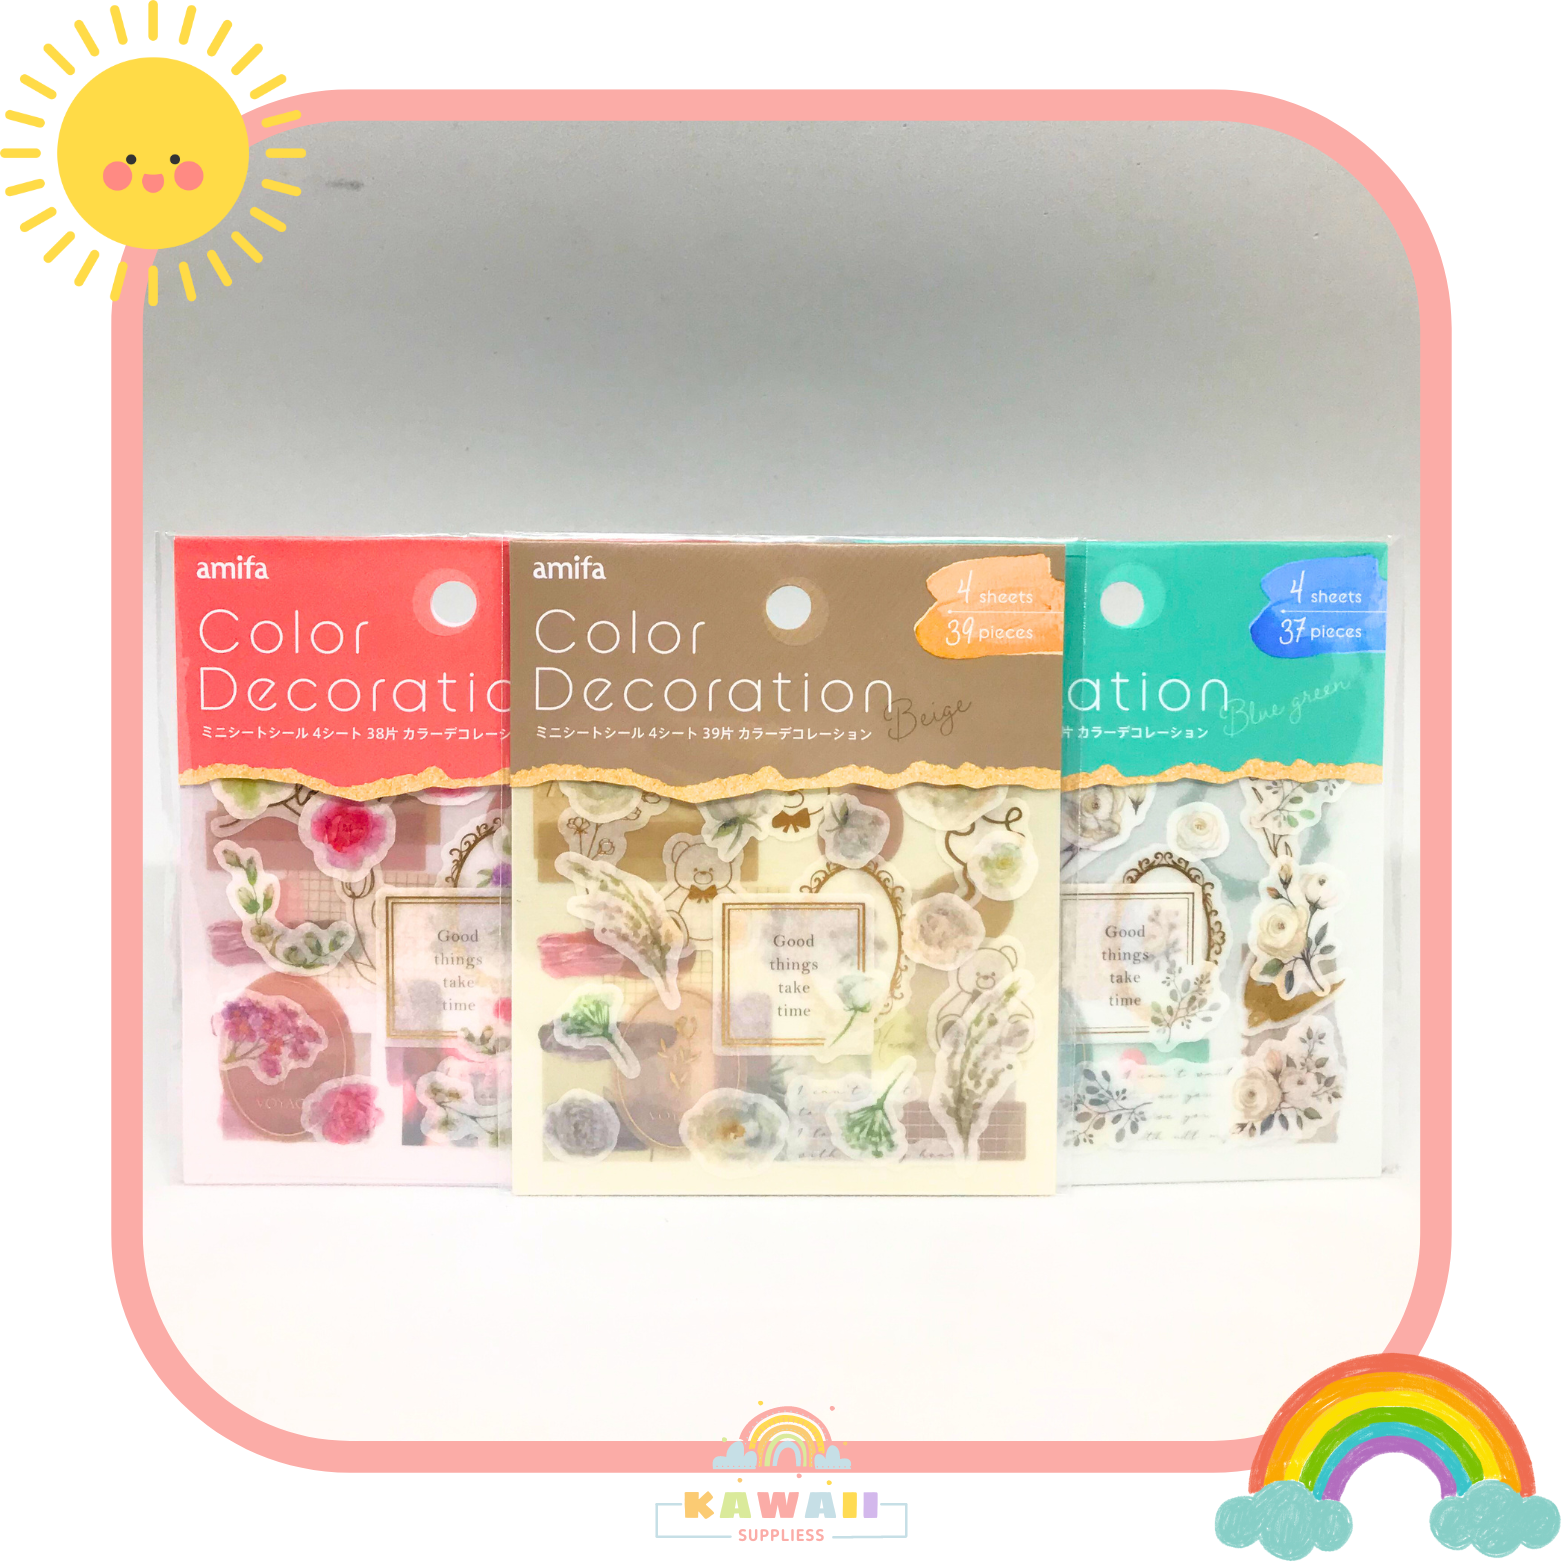 amifa
Color
Decoratio
ミニシートシール 4シート 38片 カラーデコレーシ
Good
things
take
time
amifa
Color
Decoration
Beige
ミニシートシール 4シート 39片 カラーデコレーション
4 sheets
39 pieces
Good
things
take
time
4 sheets
37 pieces
ation
Blue green
片 カラーデコレーション
Good
things
take
time
KAWAII
SUPPLIESS